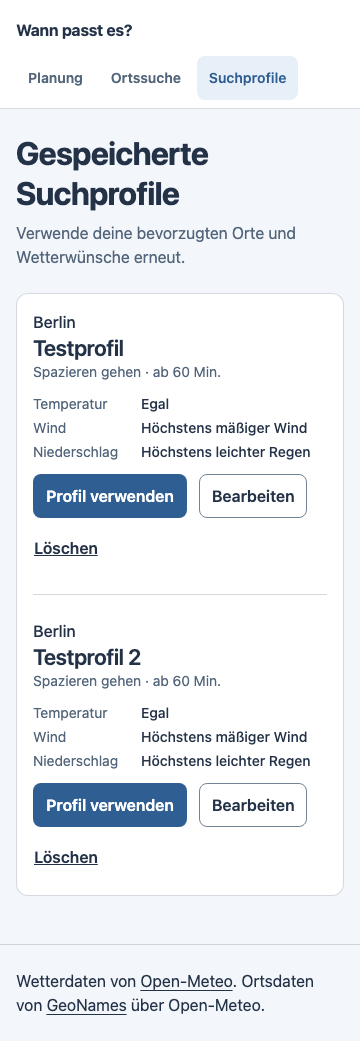 Wann passt es?
Planung Ortssuche Suchprofile
Gespeicherte
Suchprofile
Verwende deine bevorzugten Orte und
Wetterwünsche erneut.
Berlin
Testprofil
Spazieren gehen · ab 60 Min.
Temperatur Egal
Wind Höchstens mäßiger Wind
Niederschlag Höchstens leichter Regen
Profil verwenden Bearbeiten
Löschen
Berlin
Testprofil 2
Spazieren gehen · ab 60 Min.
Temperatur Egal
Wind Höchstens mäßiger Wind
Niederschlag Höchstens leichter Regen
Profil verwenden Bearbeiten
Löschen
Wetterdaten von Open-Meteo. Ortsdaten
von GeoNames über Open-Meteo.